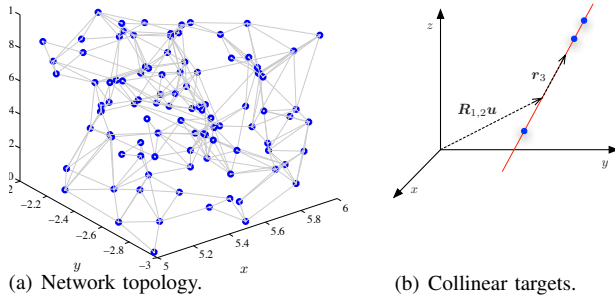 1
8
6
4
2
0
2
−2.2
−2.4
−2.6
−2.8
−3
5
5.2
5.4
5.6
5.8
6
y
x
(a) Network topology.
z
r₃
R₁,₂u
y
x
(b) Collinear targets.